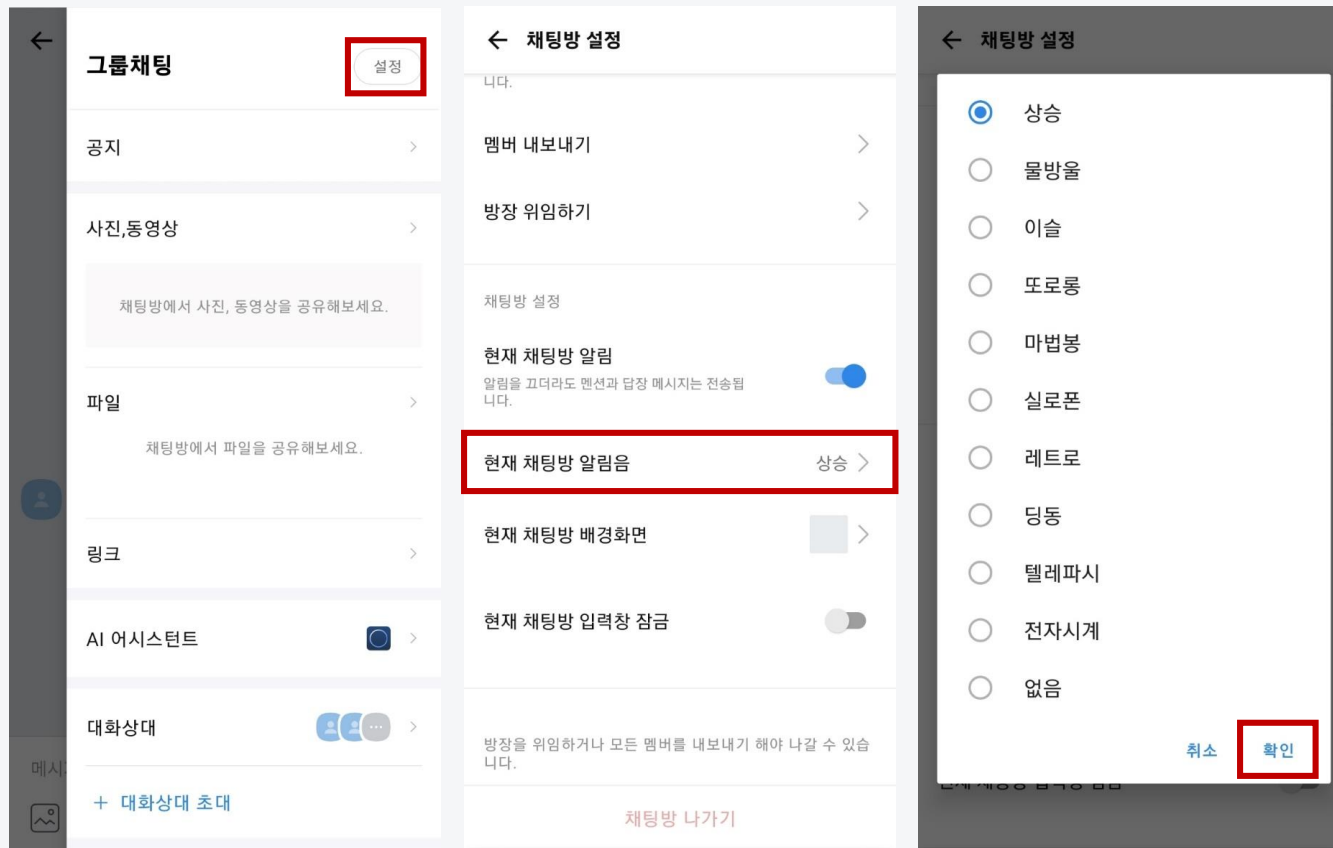 그룹채팅
설정
공지
사진,동영상
채팅방에서 사진, 동영상을 공유해보세요.
파일
채팅방에서 파일을 공유해보세요.
링크
AI 어시스턴트
대화상대
+ 대화상대 초대
메시
채팅방 설정
니다.
멤버 내보내기
방장 위임하기
채팅방 설정
현재 채팅방 알림
알림을 끄더라도 멘션과 답장 메시지는 전송됩
니다.
현재 채팅방 알림음
상승
현재 채팅방 배경화면
현재 채팅방 입력창 잠금
방장을 위임하거나 모든 멤버를 내보내기 해야 나갈 수 있습
니다.
채팅방 나가기
채팅방 설정
상승
물방울
이슬
또로롱
마법봉
실로폰
레트로
딩동
텔레파시
전자시계
없음
취소
확인